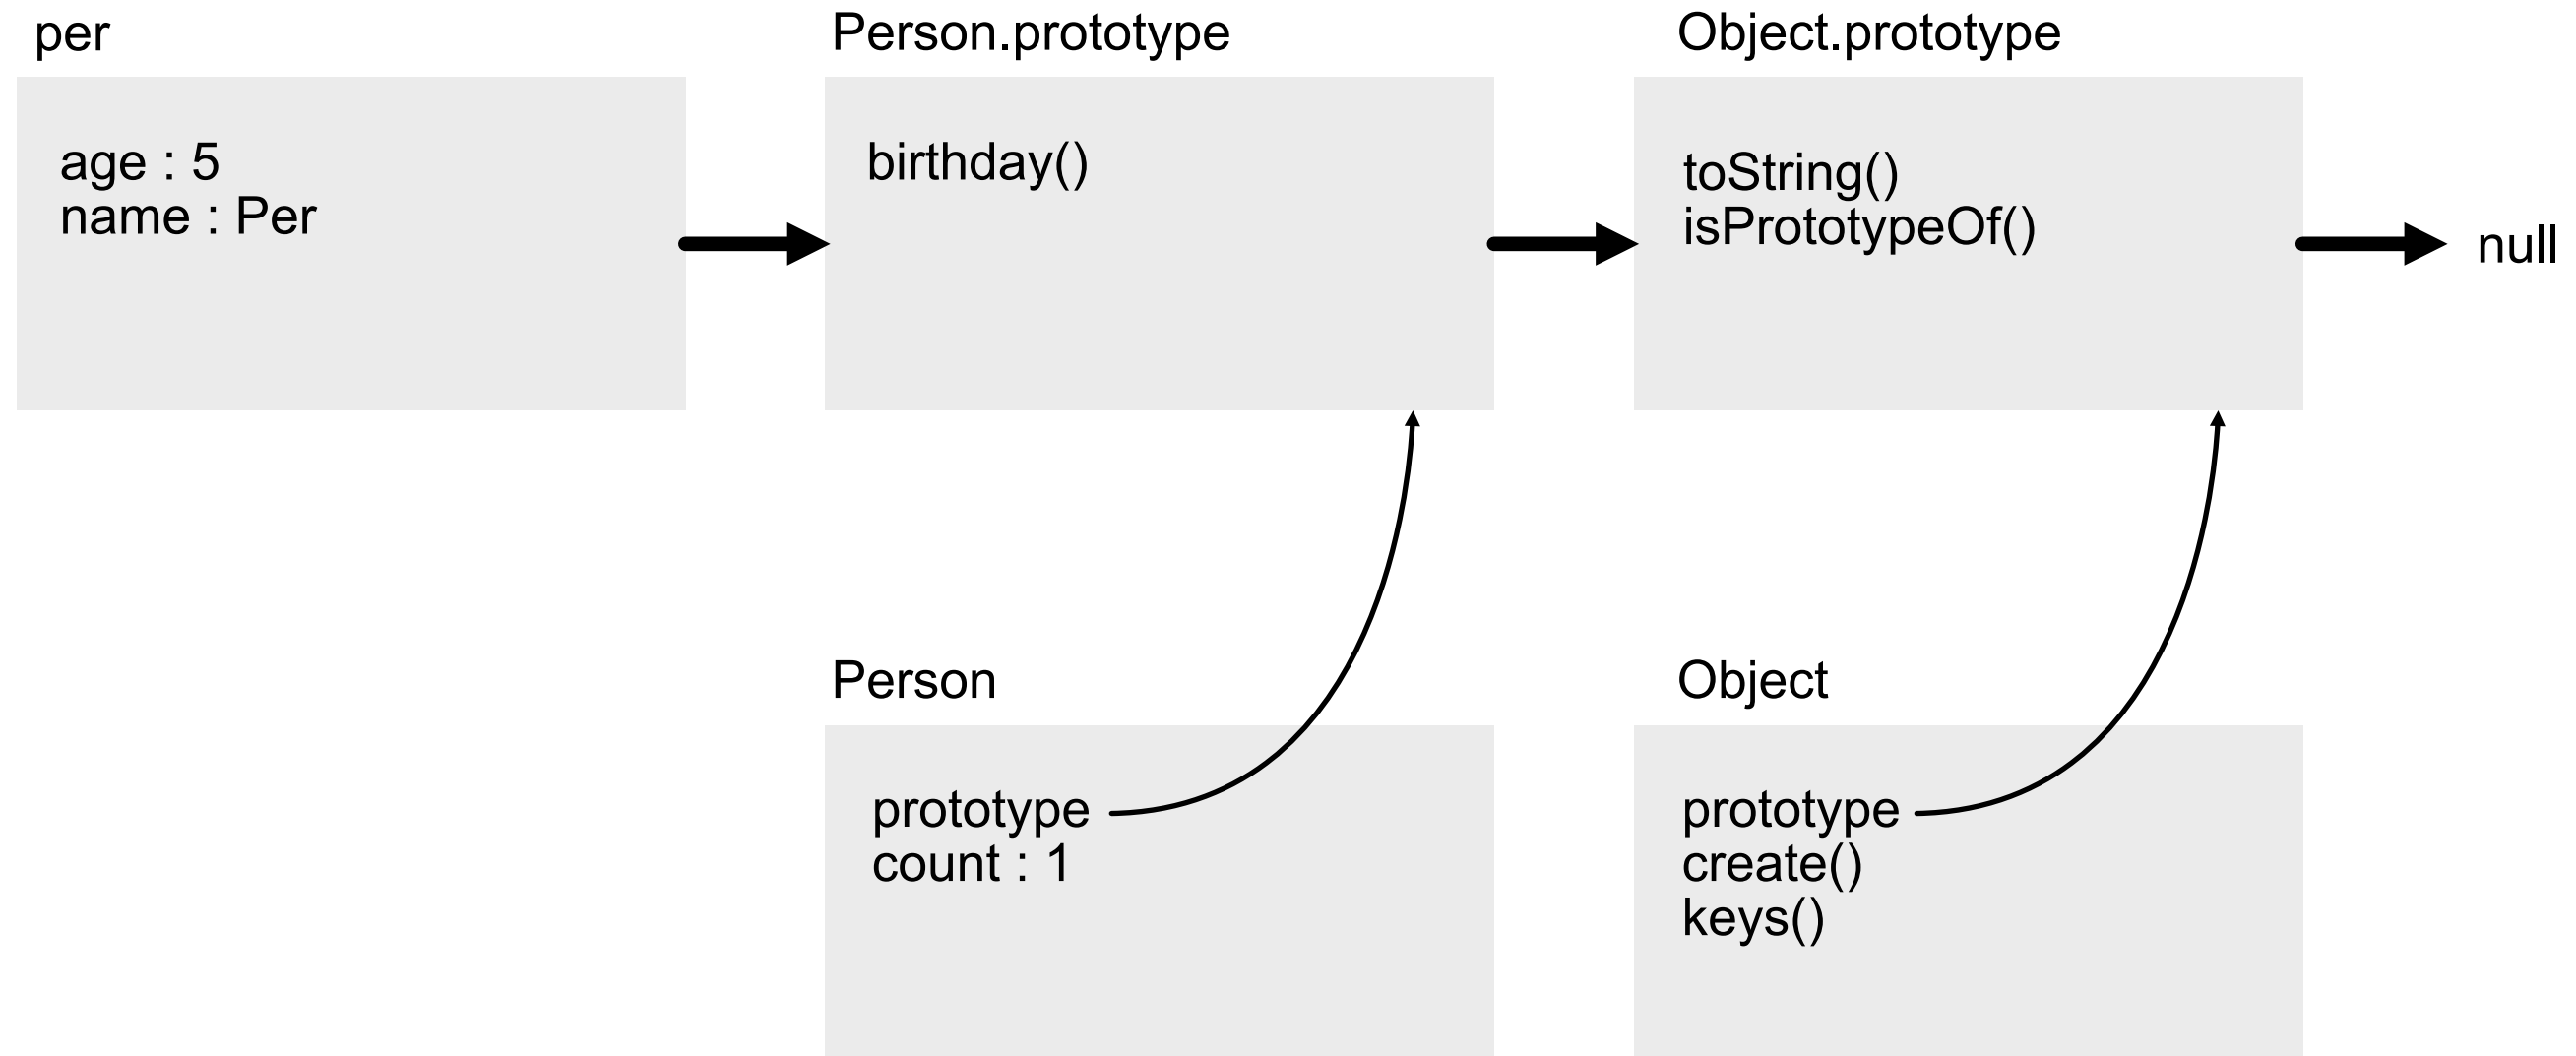 per
Person.prototype
Object.prototype
age : 5
name : Per
birthday()
toString()
isPrototypeOf()
null
Person
Object
prototype
count : 1
prototype
create()
keys()